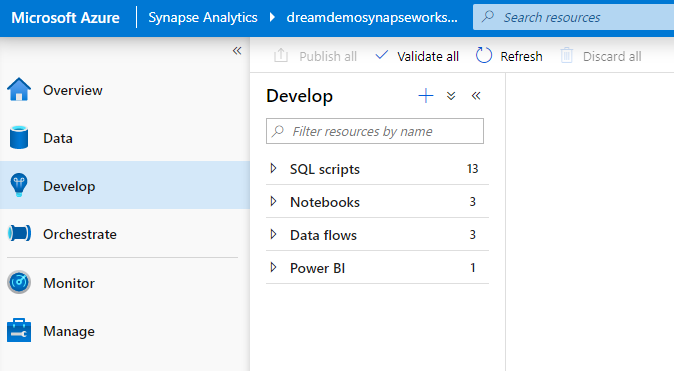 Microsoft Azure Synapse Analytics dreamdemosynapseworks... Search resources
Publish all Validate all Refresh Discard all
Overview
Data
Develop
Orchestrate
Monitor
Manage
Develop
Filter resources by name
SQL scripts 13
Notebooks 3
Data flows 3
Power BI 1